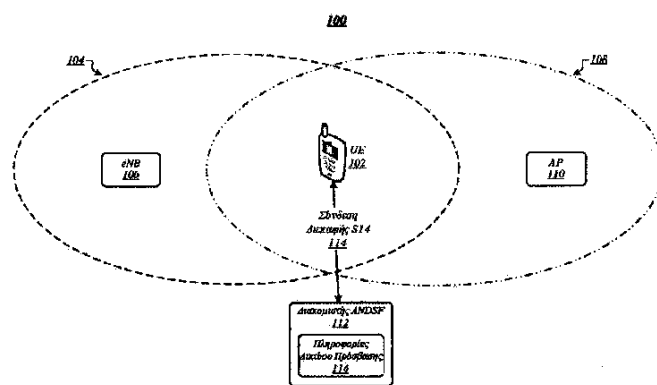 100
104
108
eNB
106
UE
102
AP
110
Σύνδεση
Διεπαφής S14
114
Διακομιστής ANDSF
112
Πληροφορίες
Δικτύου Πρόσβασης
116